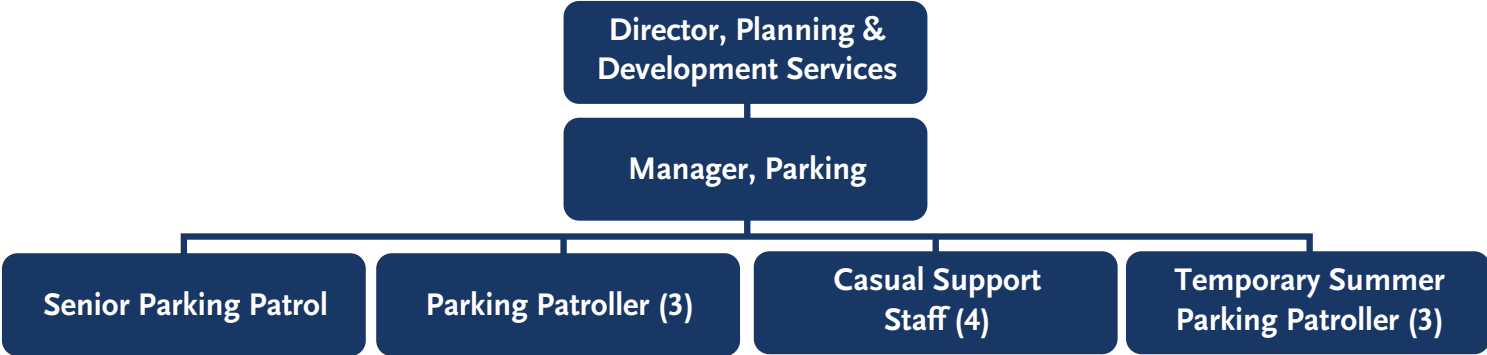 Director, Planning &
Development Services
Manager, Parking
Senior Parking Patrol
Parking Patroller (3)
Casual Support
Staff (4)
Temporary Summer
Parking Patroller (3)